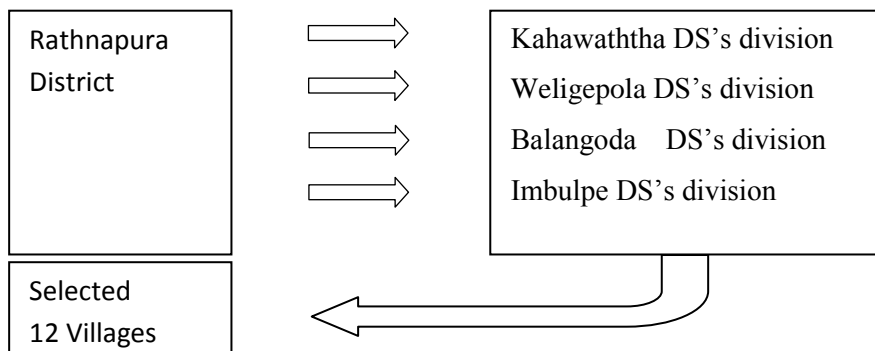 Rathnapura
District
Kahawaththa DS’s division
Weligepola DS’s division
Balangoda DS’s division
Imbulpe DS’s division
Selected
12 Villages